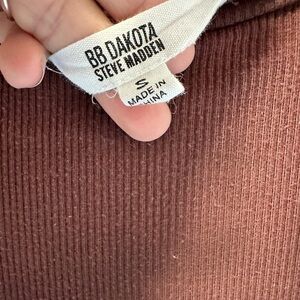 BB DAKOTA
STEVE MADDEN
S
MADE IN
CHINA